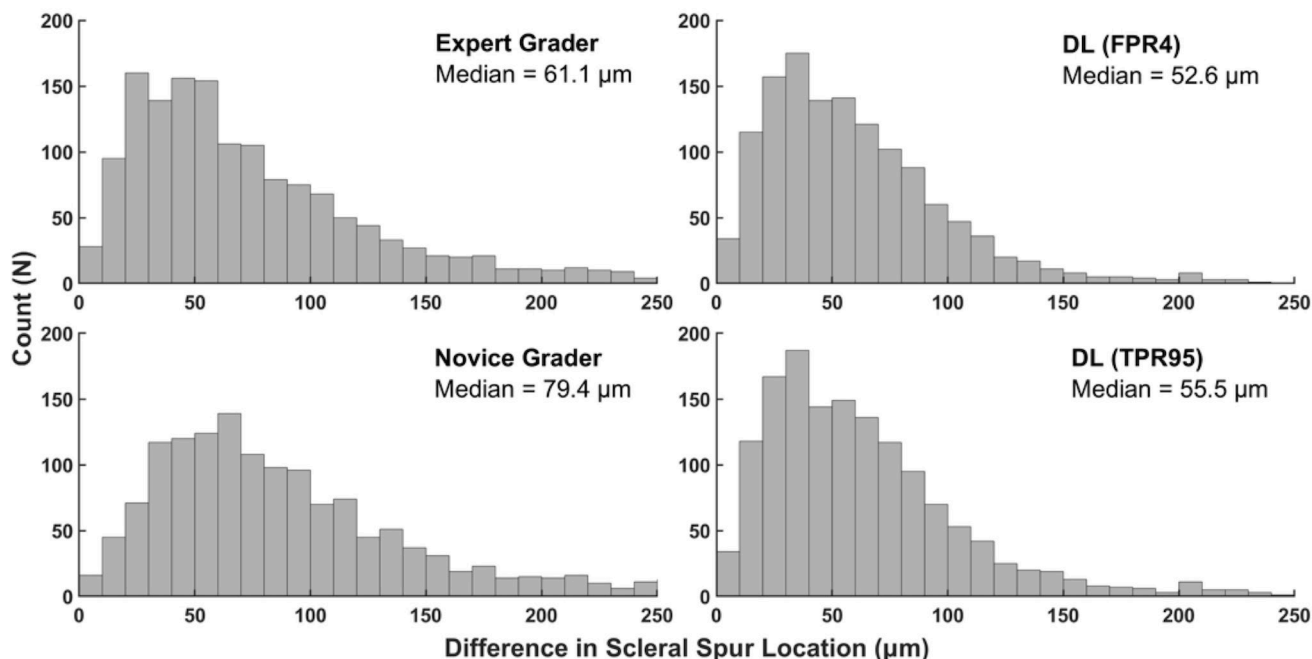 Count (N)
200
150
100
50
0
Expert Grader
Median = 61.1 µm
0 50 100 150 200 250
200
150
100
50
0
DL (FPR4)
Median = 52.6 µm
0 50 100 150 200 250
200
150
100
50
0
Novice Grader
Median = 79.4 µm
0 50 100 150 200 250
200
150
100
50
0
DL (TPR95)
Median = 55.5 µm
0 50 100 150 200 250
Difference in Scleral Spur Location (µm)